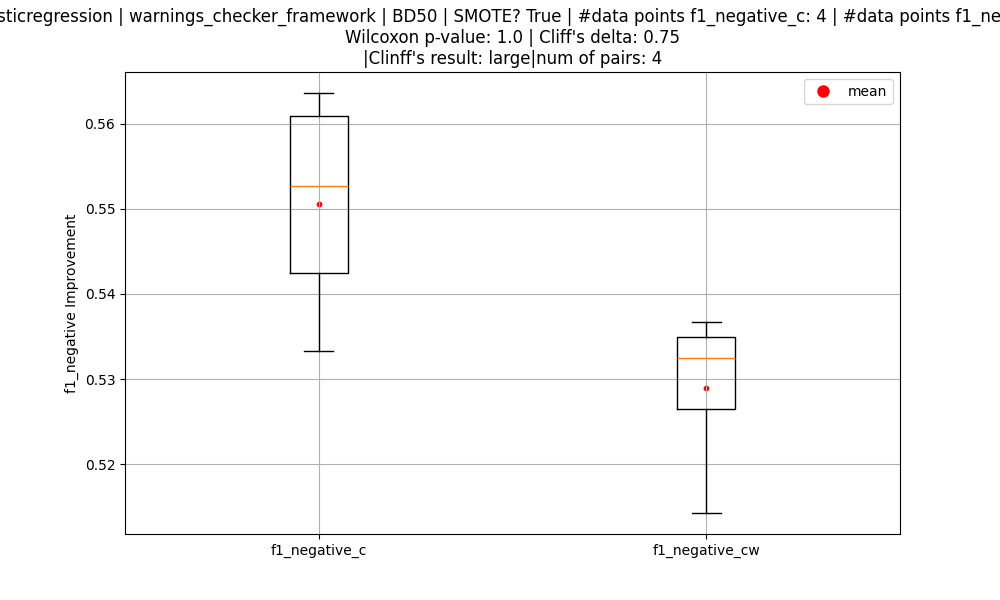 sticregression | warnings_checker_framework | BD50 | SMOTE? True | #data points f1_negative_c: 4 | #data points f1_ne
Wilcoxon p-value: 1.0 | Cliff's delta: 0.75
|Clinff's result: large|num of pairs: 4
mean
0.56
0.55
0.54
0.53
0.52
f1_negative Improvement
f1_negative_c
f1_negative_cw